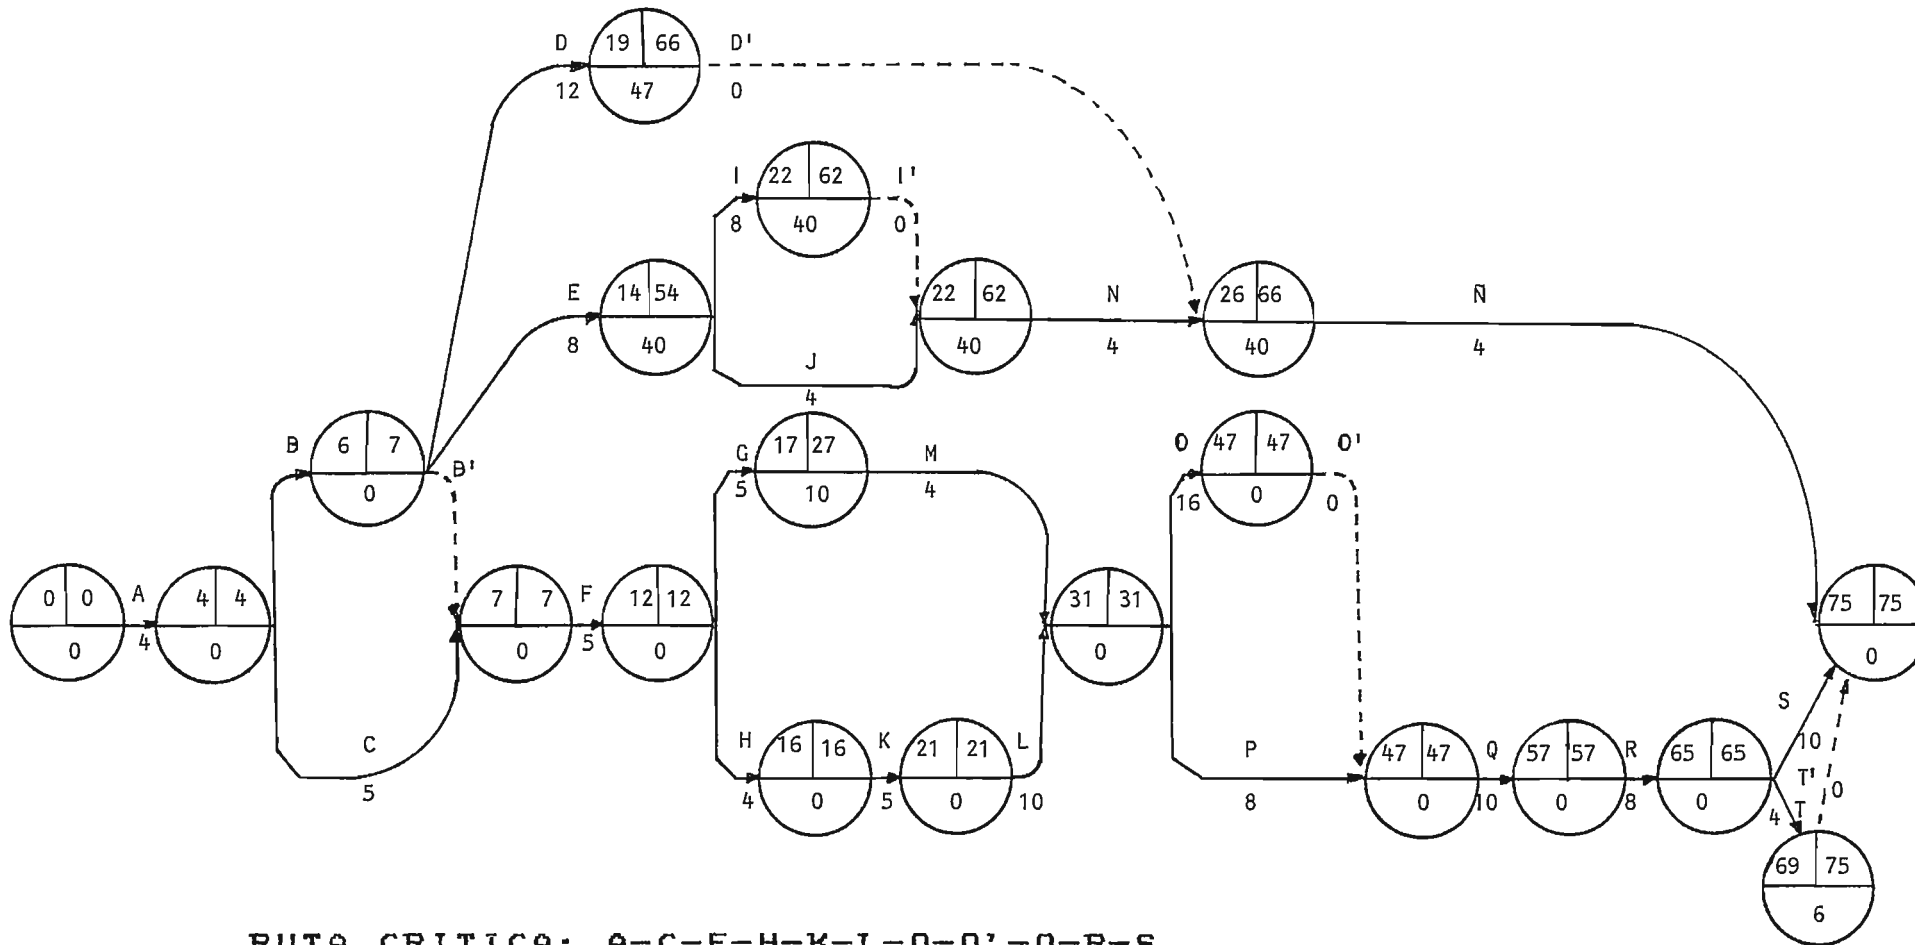 D 19 66 D'
12 47 0
I 22 62 I'
8 40 0
E 14 54 22 62 N 26 66 Ñ
8 40 40 4 40 4
J
4
B 6 7 B' G 17 27 M O 47 47 O'
0 5 10 4 16 0 0
0 0 A 4 4 7 7 F 12 12 31 31 75 75
0 4 0 0 5 0 0 0
C H 16 16 K 21 21 L P 47 47 Q 57 57 R 65 65 S
5 4 0 5 0 10 8 0 10 0 8 0 10
T' 0
4 T
69 75
6
RUTA CRITICA: A-C-F-H-K-L-O-O'-Q-R-S